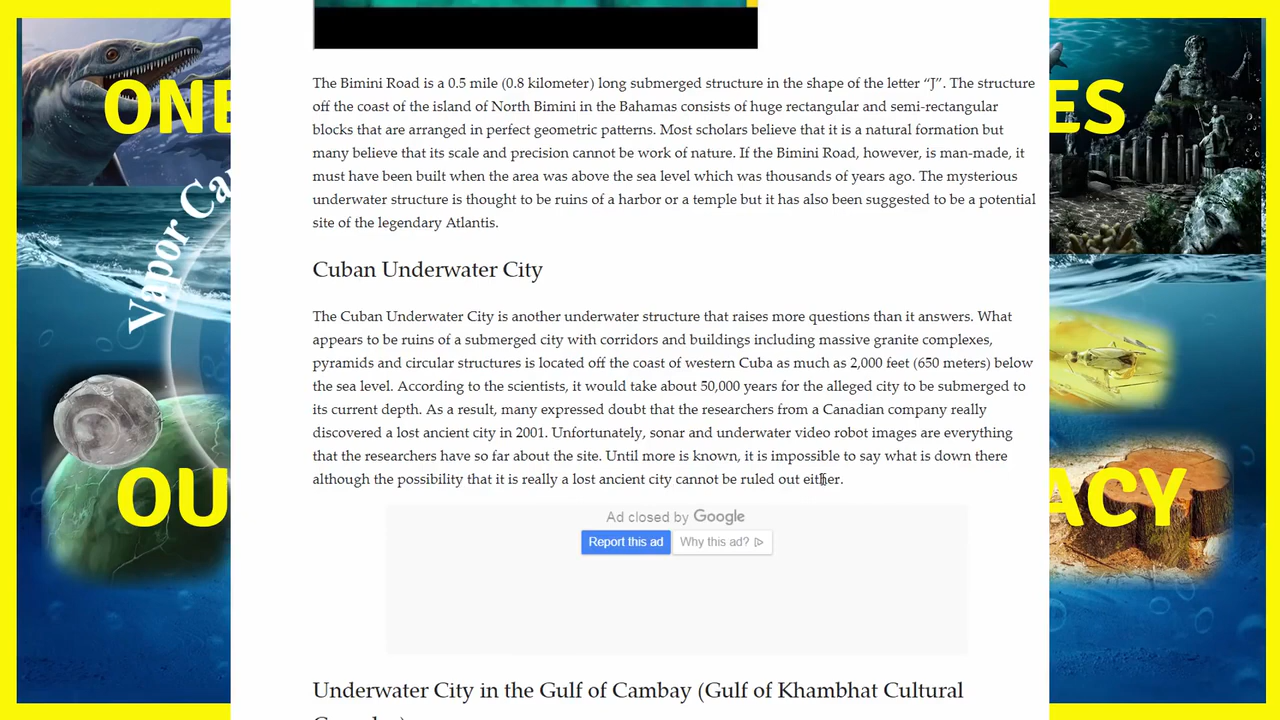 ONE
ES
Vapor Ca
OU
ACY
The Bimini Road is a 0.5 mile (0.8 kilometer) long submerged structure in the shape of the letter “J”. The structure
off the coast of the island of North Bimini in the Bahamas consists of huge rectangular and semi-rectangular
blocks that are arranged in perfect geometric patterns. Most scholars believe that it is a natural formation but
many believe that its scale and precision cannot be work of nature. If the Bimini Road, however, is man-made, it
must have been built when the area was above the sea level which was thousands of years ago. The mysterious
underwater structure is thought to be ruins of a harbor or a temple but it has also been suggested to be a potential
site of the legendary Atlantis.
Cuban Underwater City
The Cuban Underwater City is another underwater structure that raises more questions than it answers. What
appears to be ruins of a submerged city with corridors and buildings including massive granite complexes,
pyramids and circular structures is located off the coast of western Cuba as much as 2,000 feet (650 meters) below
the sea level. According to the scientists, it would take about 50,000 years for the alleged city to be submerged to
its current depth. As a result, many expressed doubt that the researchers from a Canadian company really
discovered a lost ancient city in 2001. Unfortunately, sonar and underwater video robot images are everything
that the researchers have so far about the site. Until more is known, it is impossible to say what is down there
although the possibility that it is really a lost ancient city cannot be ruled out either.
Ad closed by Google
Report this ad
Why this ad?
Underwater City in the Gulf of Cambay (Gulf of Khambhat Cultural